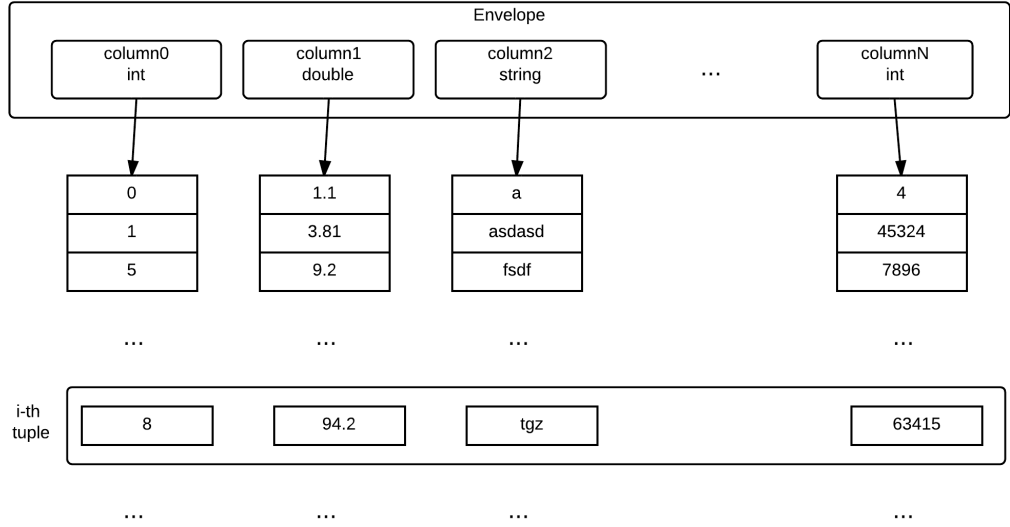 Envelope
column0
int
column1
double
column2
string
...
columnN
int
0
1.1
a
4
1
3.81
asdasd
45324
5
9.2
fsdf
7896
...
...
...
...
i-th
tuple
8
94.2
tgz
63415
...
...
...
...